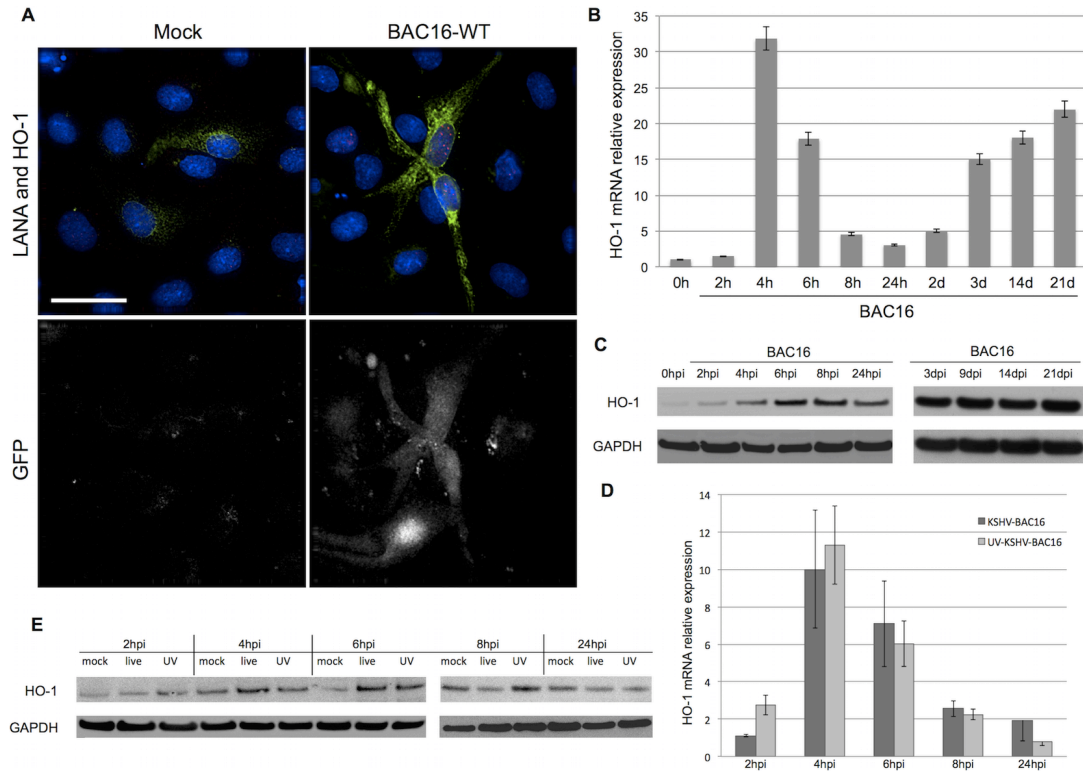 A
Mock BAC16-WT
LANA and HO-1
GFP
B
HO-1 mRNA relative expression
35
30
25
20
15
10
5
0
0h 2h 4h 6h 8h 24h 2d 3d 14d 21d
BAC16
C
BAC16 BAC16
0hpi 2hpi 4hpi 6hpi 8hpi 24hpi 3dpi 9dpi 14dpi 21dpi
HO-1
GAPDH
D
HO-1 mRNA relative expression
14
12
10
8
6
4
2
0
KSHV-BAC16
UV-KSHV-BAC16
2hpi 4hpi 6hpi 8hpi 24hpi
E
2hpi 4hpi 6hpi 8hpi 24hpi
mock live UV mock live UV mock live UV mock live UV mock live UV
HO-1
GAPDH